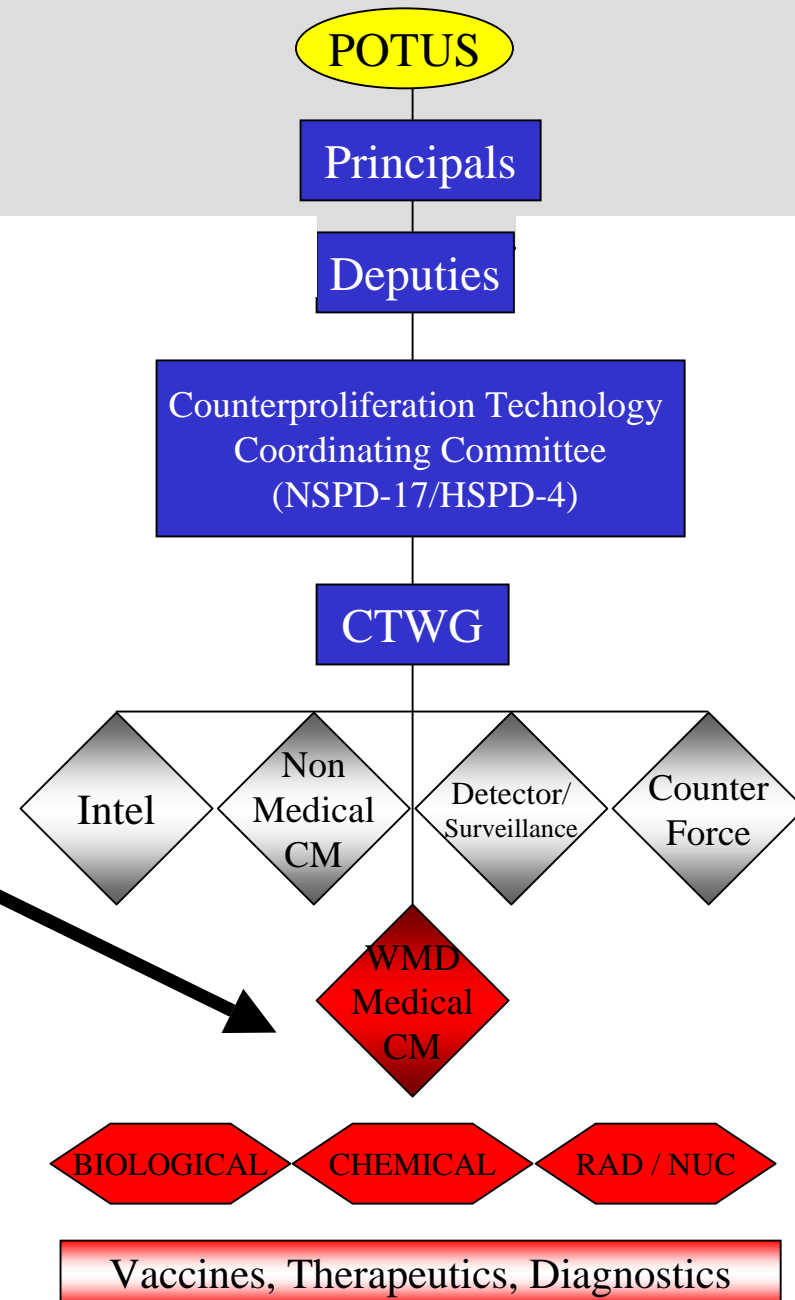 POTUS
Principals
Deputies
Counterproliferation Technology
Coordinating Committee
(NSPD-17/HSPD-4)
CTWG
Intel
Non
Medical
CM
Detector/
Surveillance
Counter
Force
WMD
Medical
CM
BIOLOGICAL
CHEMICAL
RAD / NUC
Vaccines, Therapeutics, Diagnostics